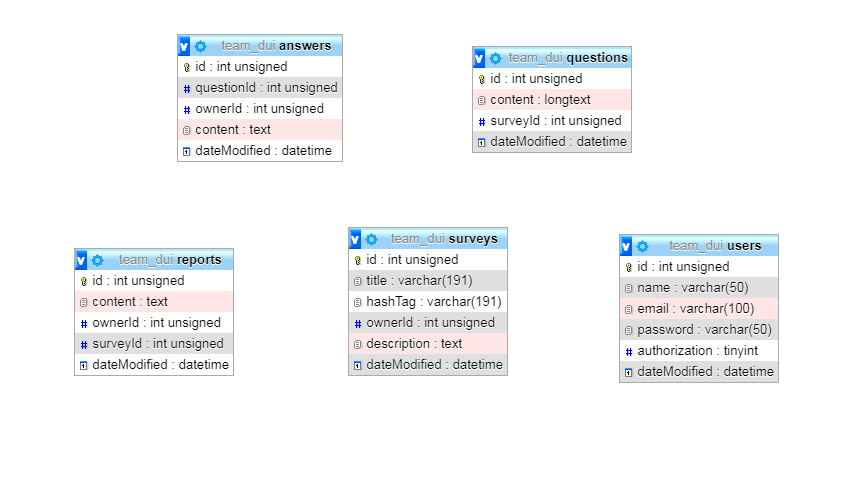 team_dui answers
id : int unsigned
questionId : int unsigned
ownerId : int unsigned
content : text
dateModified : datetime
team_dui questions
id : int unsigned
content : longtext
surveyId : int unsigned
dateModified : datetime
team_dui reports
id : int unsigned
content : text
ownerId : int unsigned
surveyId : int unsigned
dateModified : datetime
team_dui surveys
id : int unsigned
title : varchar(191)
hashTag : varchar(191)
ownerId : int unsigned
description : text
dateModified : datetime
team_dui users
id : int unsigned
name : varchar(50)
email : varchar(100)
password : varchar(50)
authorization : tinyint
dateModified : datetime